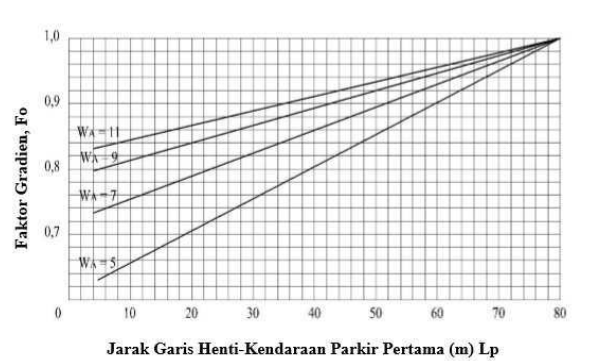 1,0
0,9
0,8
0,7
Faktor Gradien, Fo
WA = 11
WA = 9
WA = 7
WA = 5
0 10 20 30 40 50 60 70 80
Jarak Garis Henti-Kendaraan Parkir Pertama (m) Lp